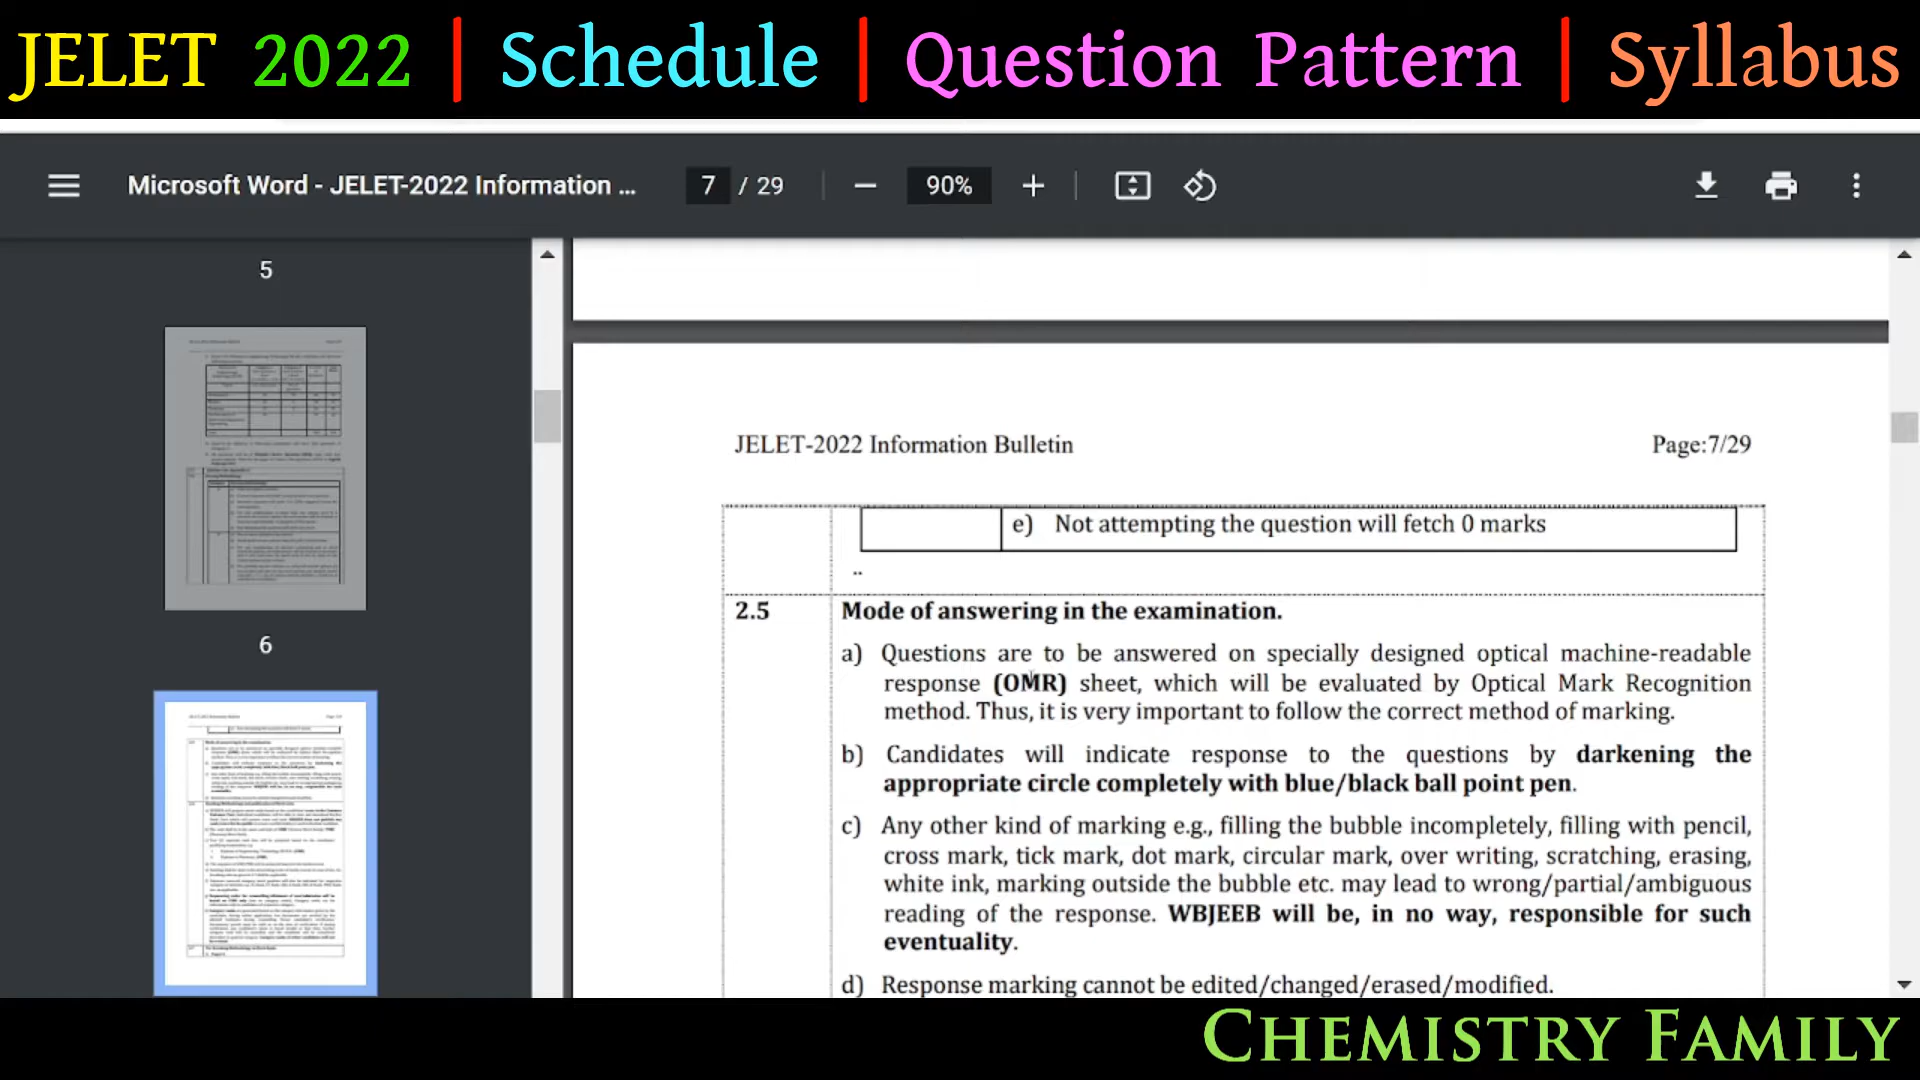 JELET 2022 | Schedule | Question Pattern | Syllabus
Microsoft Word - JELET-2022 Information ...
7 / 29
90%
5
6
JELET-2022 Information Bulletin
Page:7/29
e) Not attempting the question will fetch 0 marks
..
2.5
Mode of answering in the examination.
a) Questions are to be answered on specially designed optical machine-readable
response (OMR) sheet, which will be evaluated by Optical Mark Recognition
method. Thus, it is very important to follow the correct method of marking.
b) Candidates will indicate response to the questions by darkening the
appropriate circle completely with blue/black ball point pen.
c) Any other kind of marking e.g., filling the bubble incompletely, filling with pencil,
cross mark, tick mark, dot mark, circular mark, over writing, scratching, erasing,
white ink, marking outside the bubble etc. may lead to wrong/partial/ambiguous
reading of the response. WBJEEB will be, in no way, responsible for such
eventuality.
d) Response marking cannot be edited/changed/erased/modified.
CHEMISTRY FAMILY